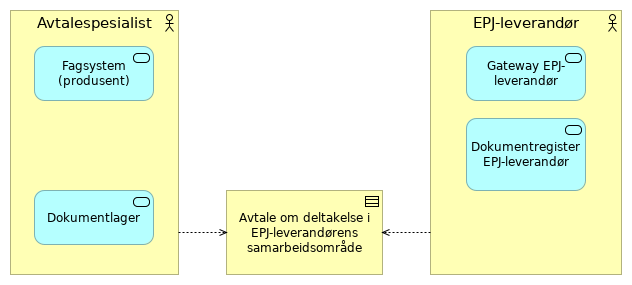 Avtalespesialist
Fagsystem
(produsent)
Dokumentlager
Avtale om deltakelse i
EPJ-leverandørens
samarbeidsområde
EPJ-leverandør
Gateway EPJ-
leverandør
Dokumentregister
EPJ-leverandør